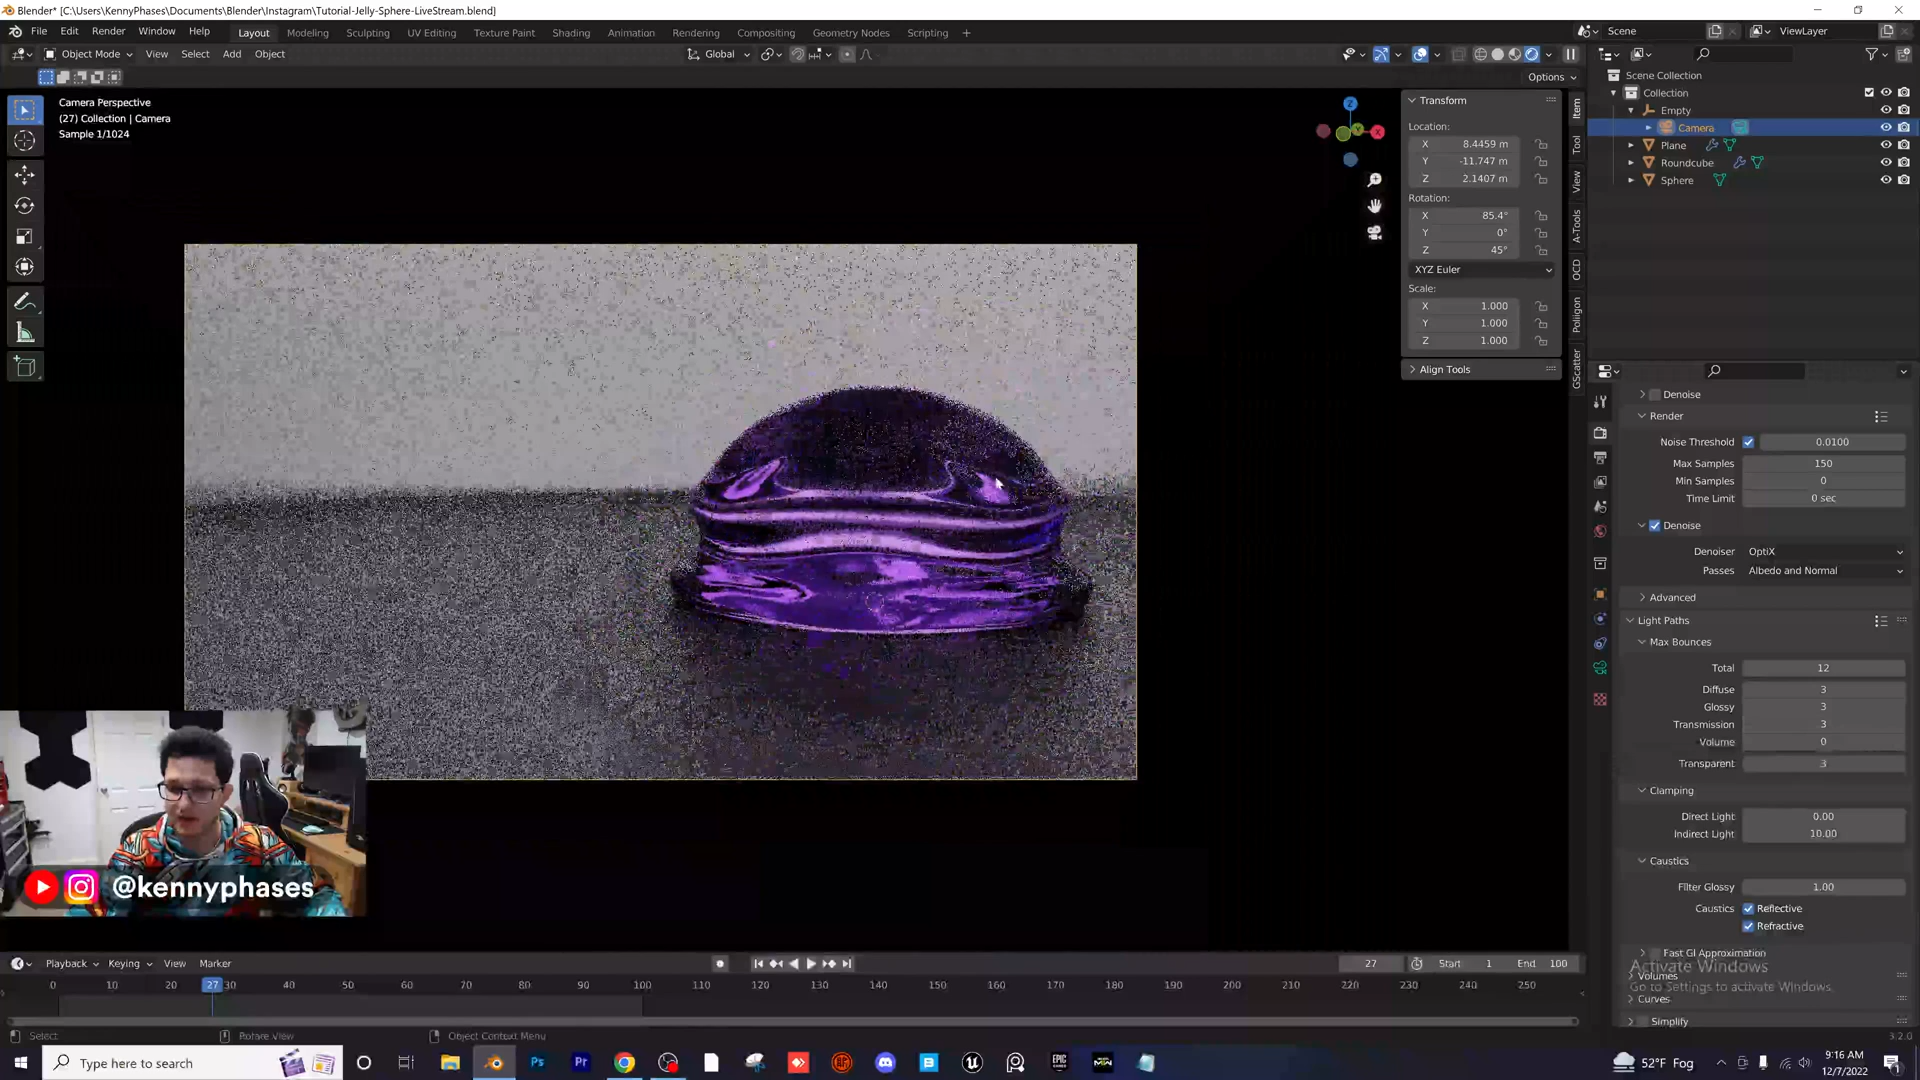 Blender* [C:\Users\KennyPhases\Documents\Blender\Instagram\Tutorial-Jelly-Sphere-LiveStream.blend]
File Edit Render Window Help Layout Modeling Sculpting UV Editing Texture Paint Shading Animation Rendering Compositing Geometry Nodes Scripting + Scene ViewLayer
Object Mode View Select Add Object Global
Options
Camera Perspective
(27) Collection | Camera
Sample 1/1024
Transform
Location:
X 8.4459 m
Y -11.747 m
Z 2.1407 m
Rotation:
X 85.4°
Y 0°
Z 45°
XYZ Euler
Scale:
X 1.000
Y 1.000
Z 1.000
Align Tools
Item
Tool
View
A-Tools
OCD
Poliigon
GScatter
Z
Y
X
Scene Collection
Collection
Empty
Camera
Plane
Roundcube
Sphere
Denoise
Render
Noise Threshold 0.0100
Max Samples 150
Min Samples 0
Time Limit 0 sec
Denoise
Denoiser OptiX
Passes Albedo and Normal
Advanced
Light Paths
Max Bounces
Total 12
Diffuse 3
Glossy 3
Transmission 3
Volume 0
Transparent 3
Clamping
Direct Light 0.00
Indirect Light 10.00
Caustics
Filter Glossy 1.00
Caustics Reflective
Refractive
Fast GI Approximation
Activate Windows
Volumes
Go to Settings to activate Windows.
Curves
Simplify
@kennyphases
Playback Keying View Marker 27 Start 1 End 100
0 10 20 27 30 40 50 60 70 80 90 100 110 120 130 140 150 160 170 180 190 200 210 220 230 240 250
Select Rotate View Object Context Menu 3.2.0
Type here to search Ps Pr 52°F Fog 9:16 AM
12/7/2022